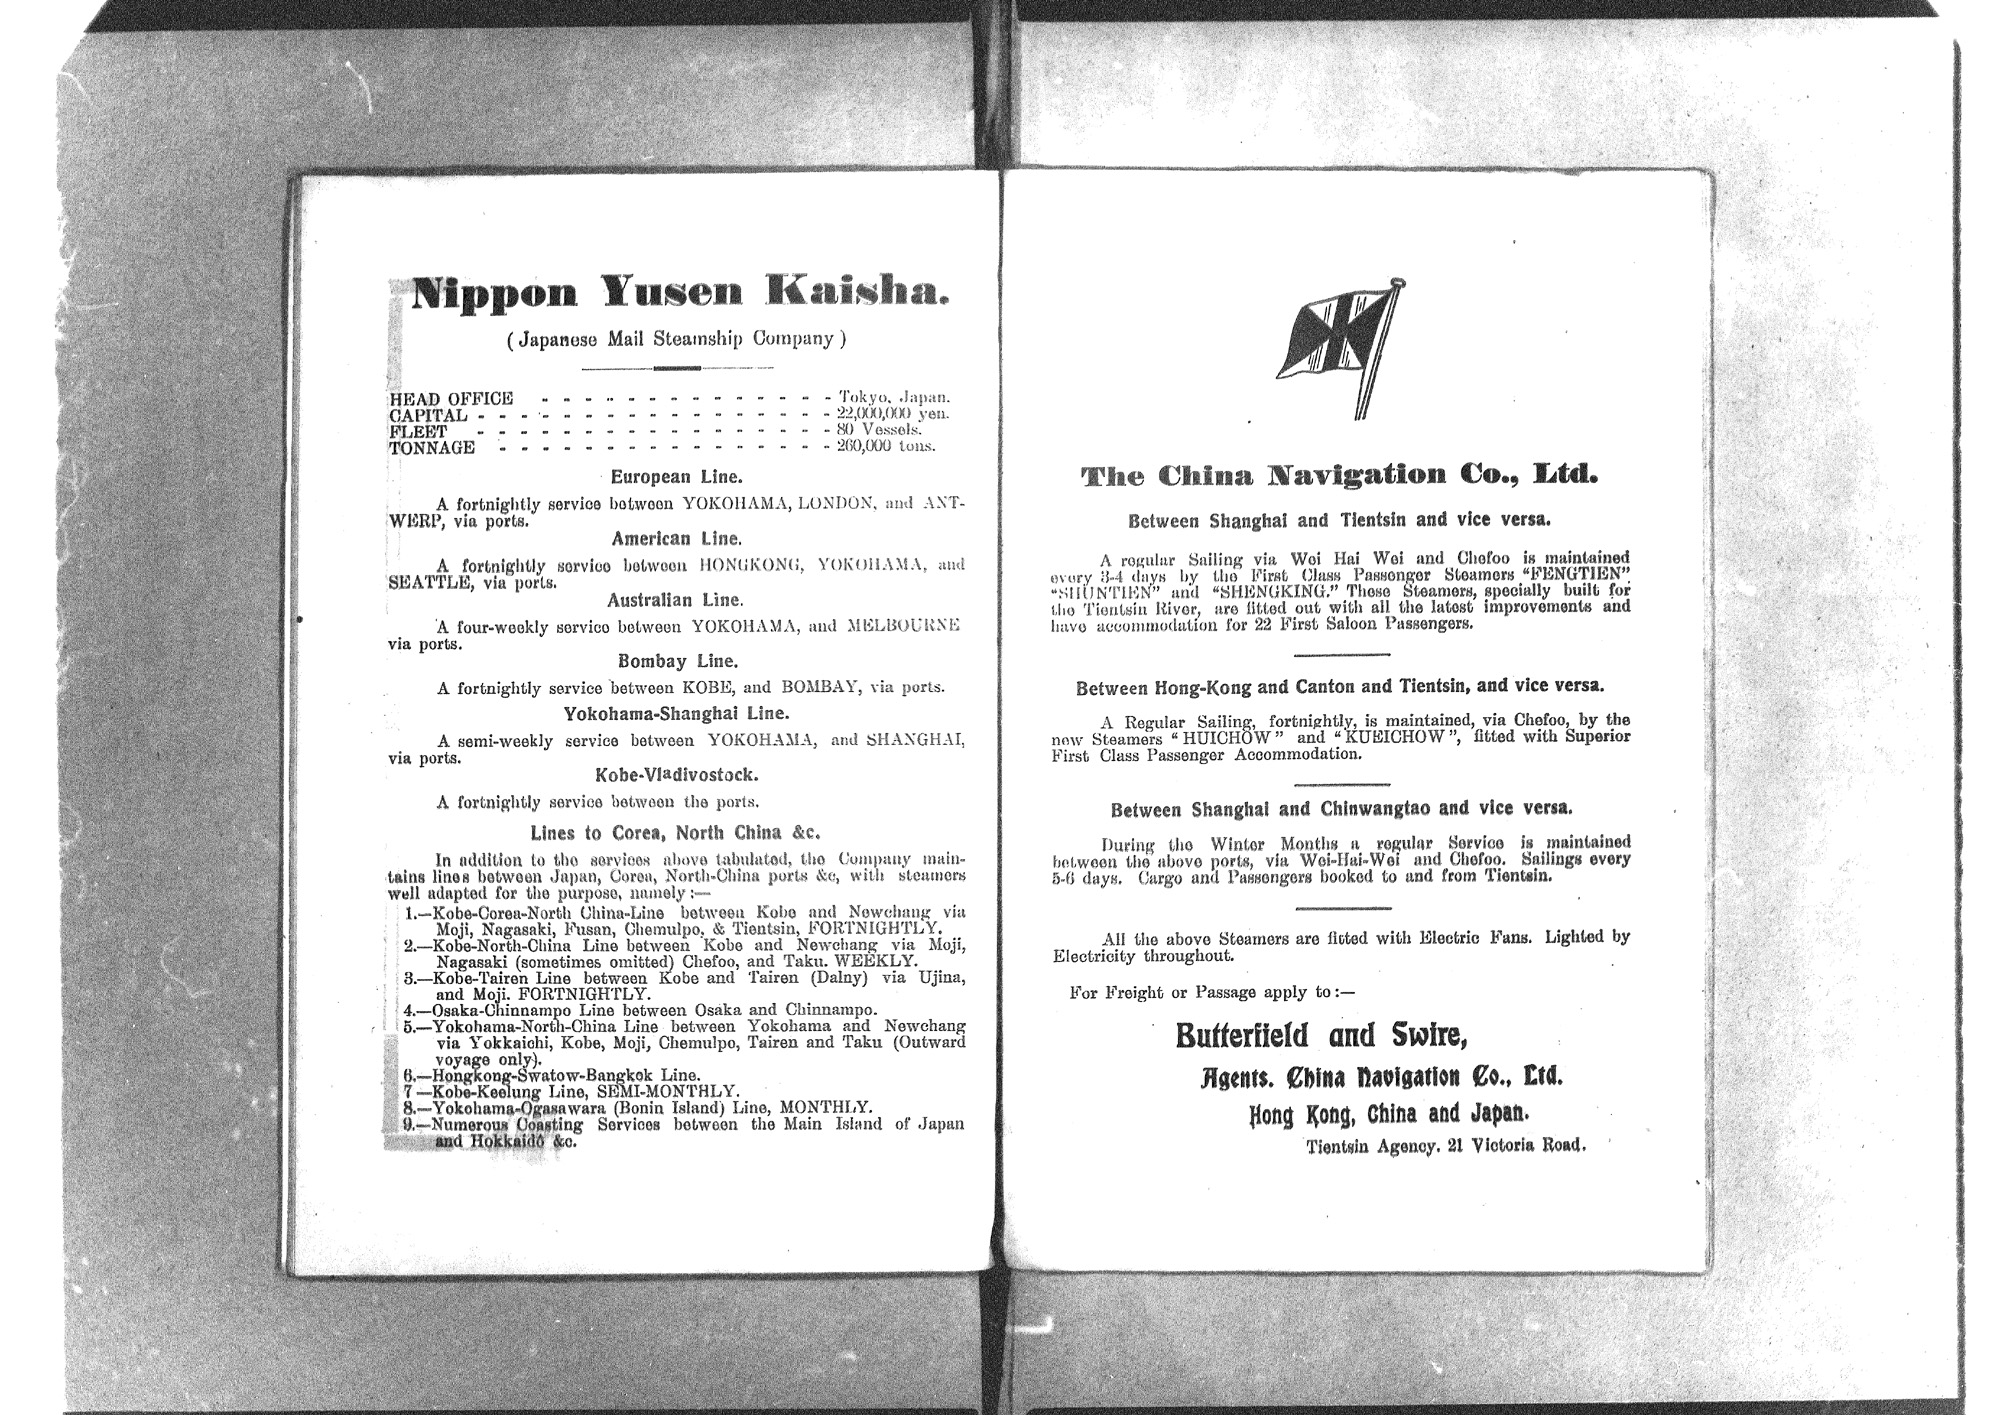 Nippon Yusen Kaisha.
(Japanese Mail Steamship Company)
HEAD OFFICE - - - - - - - - - - - - - - Tokyo, Japan.
CAPITAL - - - - - - - - - - - - - - - - - 22,000,000 yen.
FLEET - - - - - - - - - - - - - - - - - 80 Vessels.
TONNAGE - - - - - - - - - - - - - - - - 260,000 tons.
European Line.
A fortnightly service between YOKOHAMA, LONDON, and ANT-
WERP, via ports.
American Line.
A fortnightly service between HONGKONG, YOKOHAMA, and
SEATTLE, via ports.
Australian Line.
A four-weekly service between YOKOHAMA, and MELBOURNE
via ports.
Bombay Line.
A fortnightly service between KOBE, and BOMBAY, via ports.
Yokohama-Shanghai Line.
A semi-weekly service between YOKOHAMA, and SHANGHAI,
via ports.
Kobe-Vladivostock.
A fortnightly service between the ports.
Lines to Corea, North China &c.
In addition to the services above tabulated, the Company main-
tains lines between Japan, Corea, North-China ports &c, with steamers
well adapted for the purpose, namely:—
1.—Kobe-Corea-North China-Line between Kobe and Newchang via
Moji, Nagasaki, Fusan, Chemulpo, & Tientsin, FORTNIGHTLY.
2.—Kobe-North-China Line between Kobe and Newchang via Moji,
Nagasaki (sometimes omitted) Chefoo, and Taku. WEEKLY.
3.—Kobe-Tairen Line between Kobe and Tairen (Dalny) via Ujina,
and Moji. FORTNIGHTLY.
4.—Osaka-Chinnampo Line between Osaka and Chinnampo.
5.—Yokohama-North-China Line between Yokohama and Newchang
via Yokkaichi, Kobe, Moji, Chemulpo, Tairen and Taku (Outward
voyage only).
6.—Hongkong-Swatow-Bangkok Line.
7—Kobe-Keelung Line, SEMI-MONTHLY.
8.—Yokohama-Ogasawara (Bonin Island) Line, MONTHLY.
9.—Numerous Coasting Services between the Main Island of Japan
and Hokkaido &c.
The China Navigation Co., Ltd.
Between Shanghai and Tientsin and vice versa.
A regular Sailing via Wei Hai Wei and Chefoo is maintained
every 3-4 days by the First Class Passenger Steamers "FENGTIEN",
"SHUNTIEN" and "SHENGKING." These Steamers, specially built for
the Tientsin River, are fitted out with all the latest improvements and
have accommodation for 22 First Saloon Passengers.
Between Hong-Kong and Canton and Tientsin, and vice versa.
A Regular Sailing, fortnightly, is maintained, via Chefoo, by the
new Steamers "HUICHOW" and "KUEICHOW", fitted with Superior
First Class Passenger Accommodation.
Between Shanghai and Chinwangtao and vice versa.
During the Winter Months a regular Service is maintained
between the above ports, via Wei-Hai-Wei and Chefoo. Sailings every
5-6 days. Cargo and Passengers booked to and from Tientsin.
All the above Steamers are fitted with Electric Fans. Lighted by
Electricity throughout.
For Freight or Passage apply to:—
Butterfield and Swire,
Agents. China Navigation Co., Ltd.
Hong Kong, China and Japan.
Tientsin Agency. 21 Victoria Road.